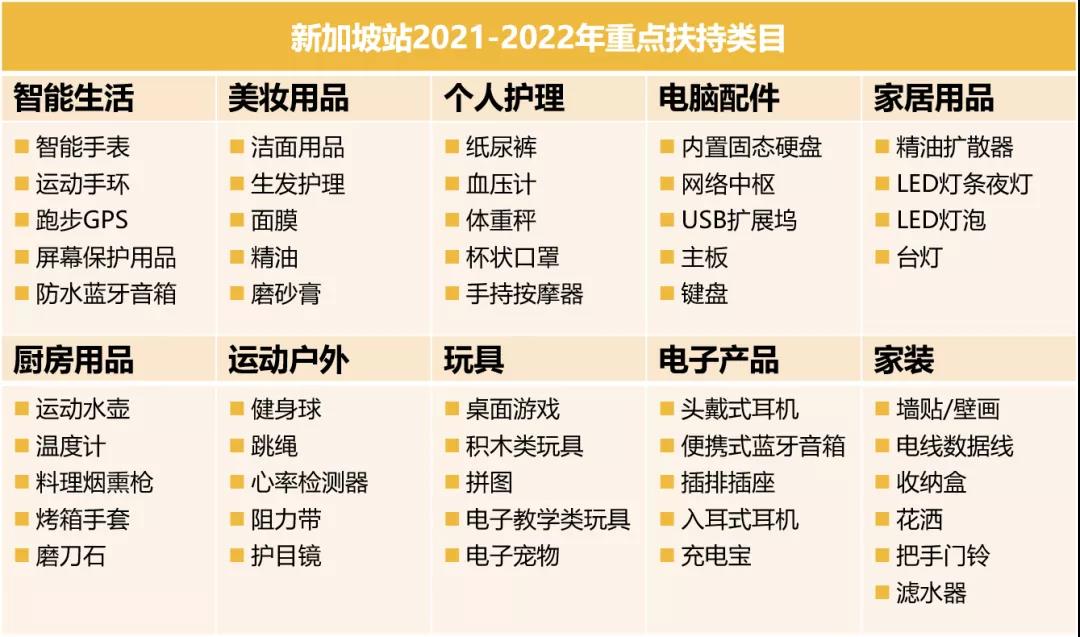 新加坡站2021-2022年重点扶持类目
智能生活
智能手表
运动手环
跑步GPS
屏幕保护用品
防水蓝牙音箱
美妆用品
洁面用品
生发护理
面膜
精油
磨砂膏
个人护理
纸尿裤
血压计
体重秤
杯状口罩
手持按摩器
电脑配件
内置固态硬盘
网络中枢
USB扩展坞
主板
键盘
家居用品
精油扩散器
LED灯条夜灯
LED灯泡
台灯
厨房用品
运动水壶
温度计
料理烟熏枪
烤箱手套
磨刀石
运动户外
健身球
跳绳
心率检测器
阻力带
护目镜
玩具
桌面游戏
积木类玩具
拼图
电子教学类玩具
电子宠物
电子产品
头戴式耳机
便携式蓝牙音箱
插排插座
入耳式耳机
充电宝
家装
墙贴/壁画
电线数据线
收纳盒
花洒
把手门铃
滤水器